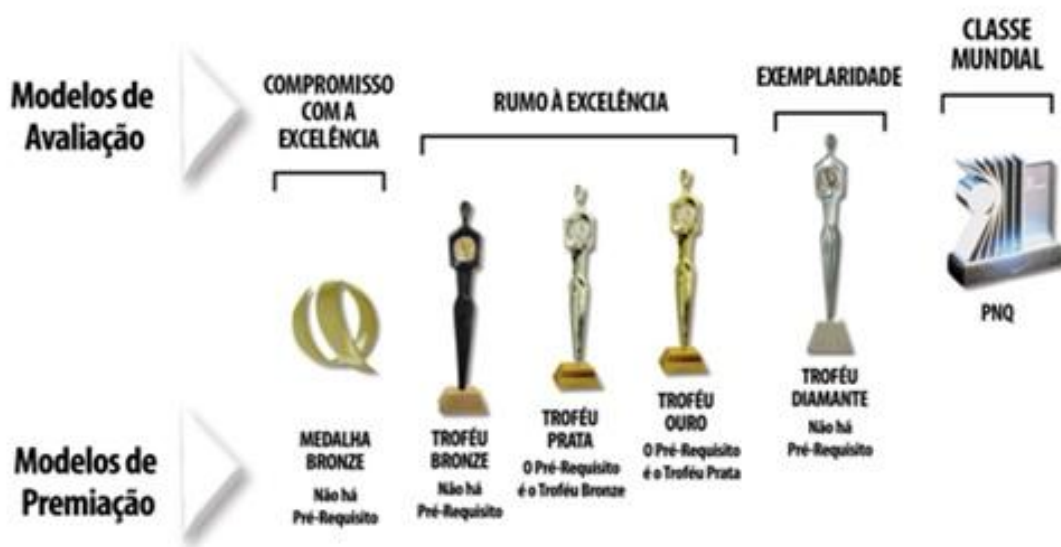 Modelos de
Avaliação
COMPROMISSO
COM A
EXCELÊNCIA
RUMO À EXCELÊNCIA
EXEMPLARIDADE
CLASSE
MUNDIAL
PNQ
Modelos de
Premiação
MEDALHA
BRONZE
Não há
Pré-Requisito
TROFÉU
BRONZE
Não há
Pré-Requisito
TROFÉU
PRATA
O Pré-Requisito
é o Troféu Bronze
TROFÉU
OURO
O Pré-Requisito
é o Troféu Prata
TROFÉU
DIAMANTE
Não há
Pré-Requisito